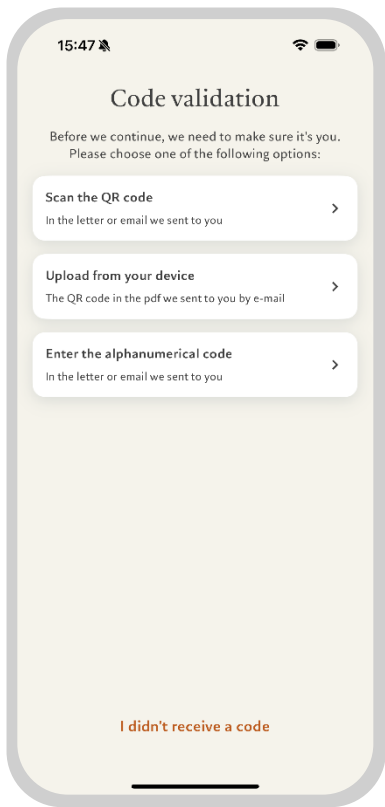 15:47
Code validation
Before we continue, we need to make sure it's you.
Please choose one of the following options:
Scan the QR code
In the letter or email we sent to you
Upload from your device
The QR code in the pdf we sent to you by e-mail
Enter the alphanumerical code
In the letter or email we sent to you
I didn't receive a code